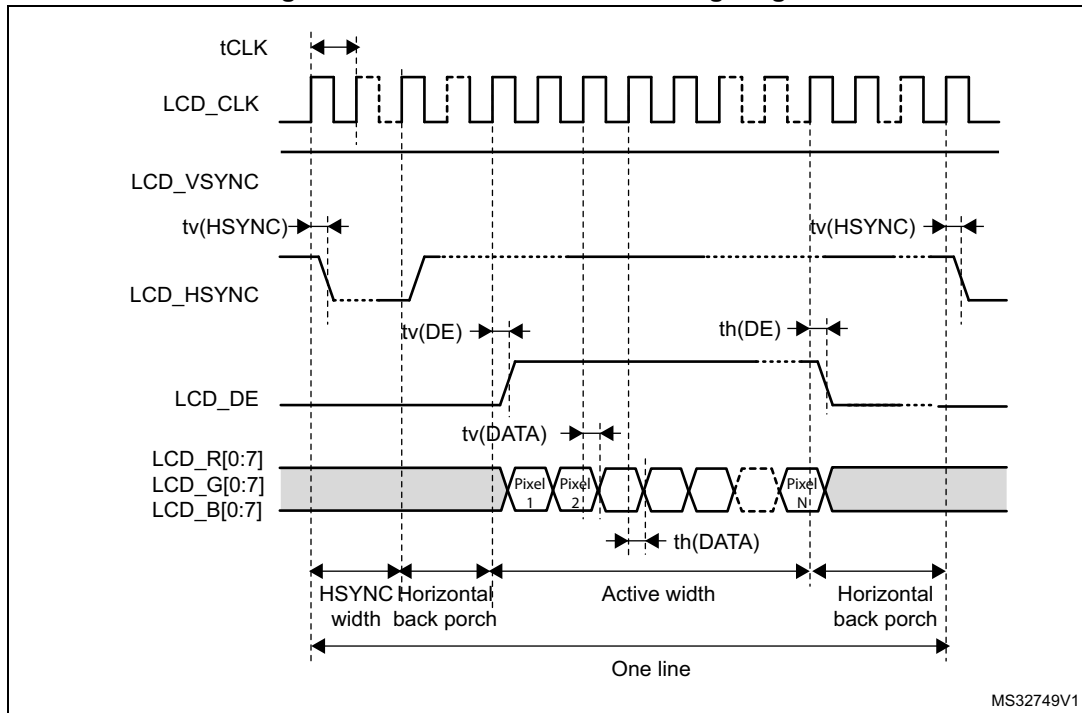 tCLK
LCD_CLK
LCD_VSYNC
tv(HSYNC) tv(HSYNC)
LCD_HSYNC
tv(DE) th(DE)
LCD_DE
tv(DATA)
LCD_R[0:7]
LCD_G[0:7]
LCD_B[0:7]
Pixel 1
Pixel 2
Pixel N
th(DATA)
HSYNC width
Horizontal back porch
Active width
Horizontal back porch
One line
MS32749V1